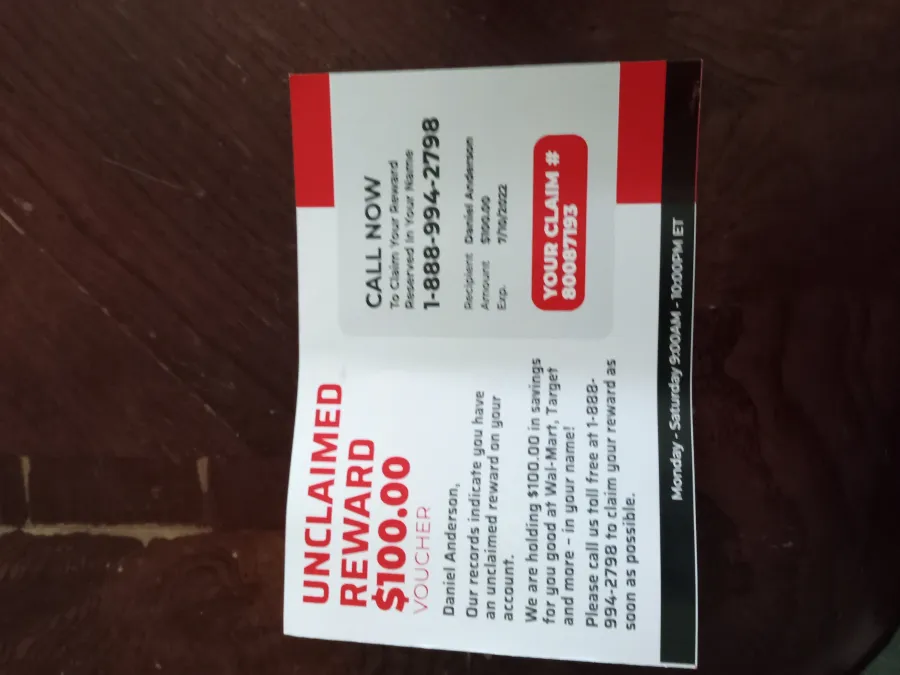 UNCLAIMED
REWARD
$100.00
VOUCHER
Daniel Anderson,
Our records indicate you have
an unclaimed reward on your
account.
We are holding $100.00 in savings
for you good at Wal-Mart, Target
and more – in your name!
Please call us toll free at 1-888-
994-2798 to claim your reward as
soon as possible.
CALL NOW
To Claim Your Reward
Reserved In Your Name
1-888-994-2798
Recipient Daniel Anderson
Amount $100.00
Exp. 7/10/2022
YOUR CLAIM #
80087193
Monday - Saturday 9:00AM - 10:00PM ET